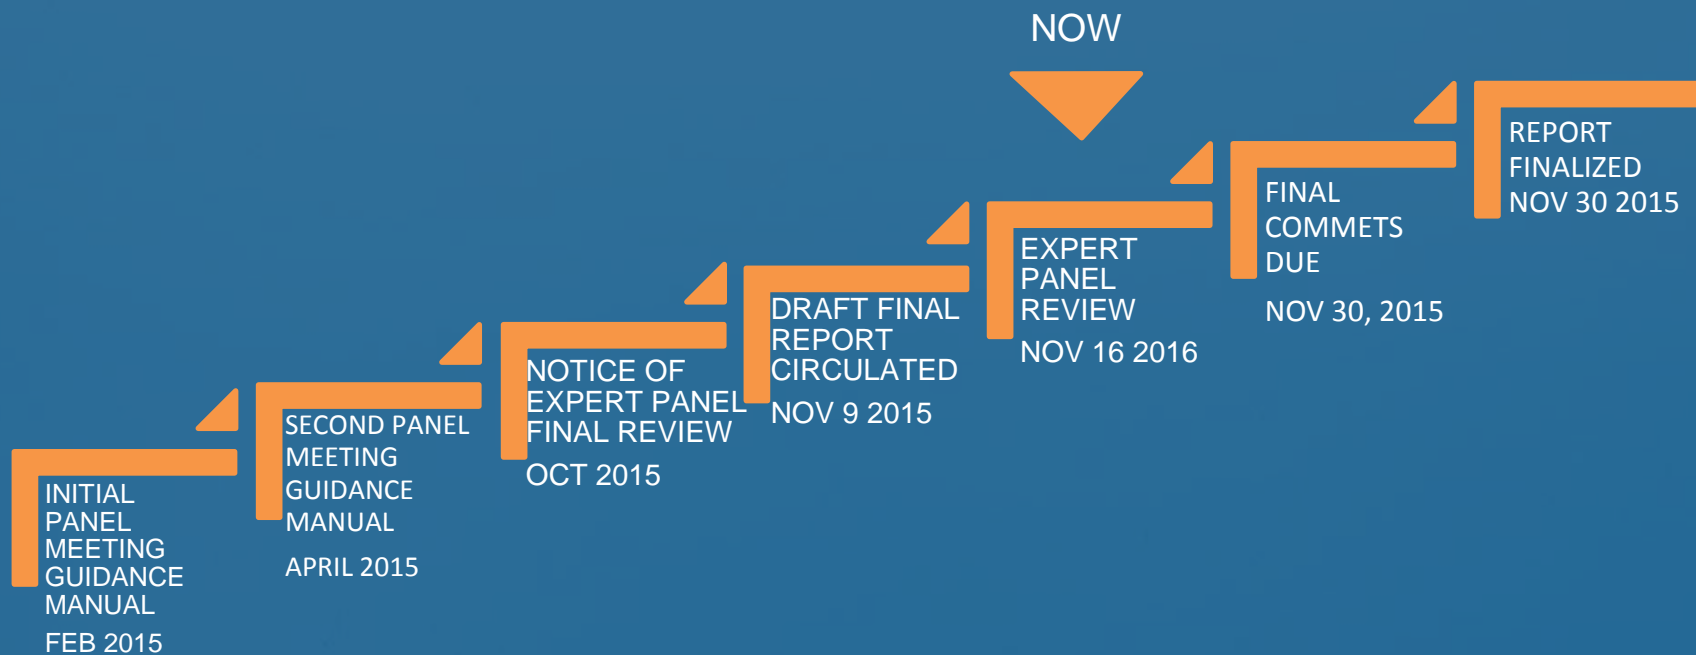 NOW
INITIAL
PANEL
MEETING
GUIDANCE
MANUAL
FEB 2015
SECOND PANEL
MEETING
GUIDANCE
MANUAL
APRIL 2015
NOTICE OF
EXPERT PANEL
FINAL REVIEW
OCT 2015
DRAFT FINAL
REPORT
CIRCULATED
NOV 9 2015
EXPERT
PANEL
REVIEW
NOV 16 2016
FINAL
COMMETS
DUE
NOV 30, 2015
REPORT
FINALIZED
NOV 30 2015